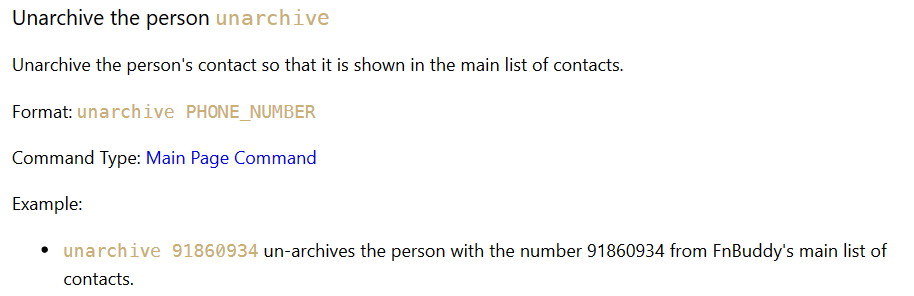 Unarchive the person unarchive
Unarchive the person's contact so that it is shown in the main list of contacts.
Format: unarchive PHONE_NUMBER
Command Type: Main Page Command
Example:
• unarchive 91860934 un-archives the person with the number 91860934 from FnBuddy's main list of
contacts.